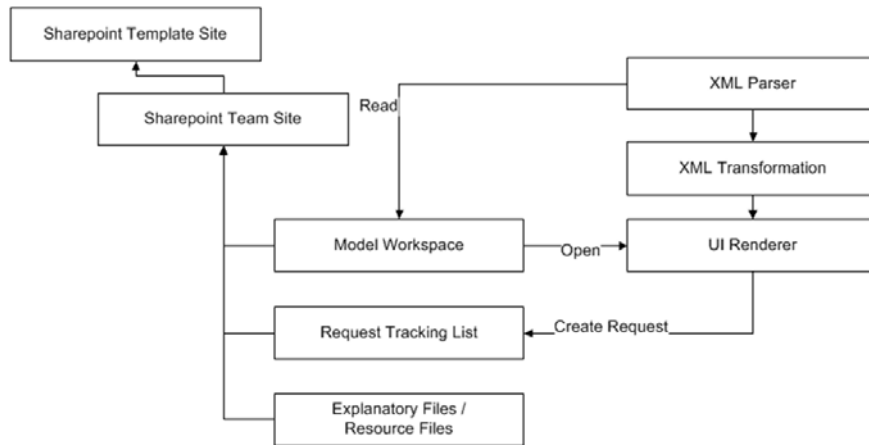 Sharepoint Template Site
XML Parser
Read
Sharepoint Team Site
XML Transformation
Model Workspace
Open
UI Renderer
Request Tracking List
Create Request
Explanatory Files /
Resource Files